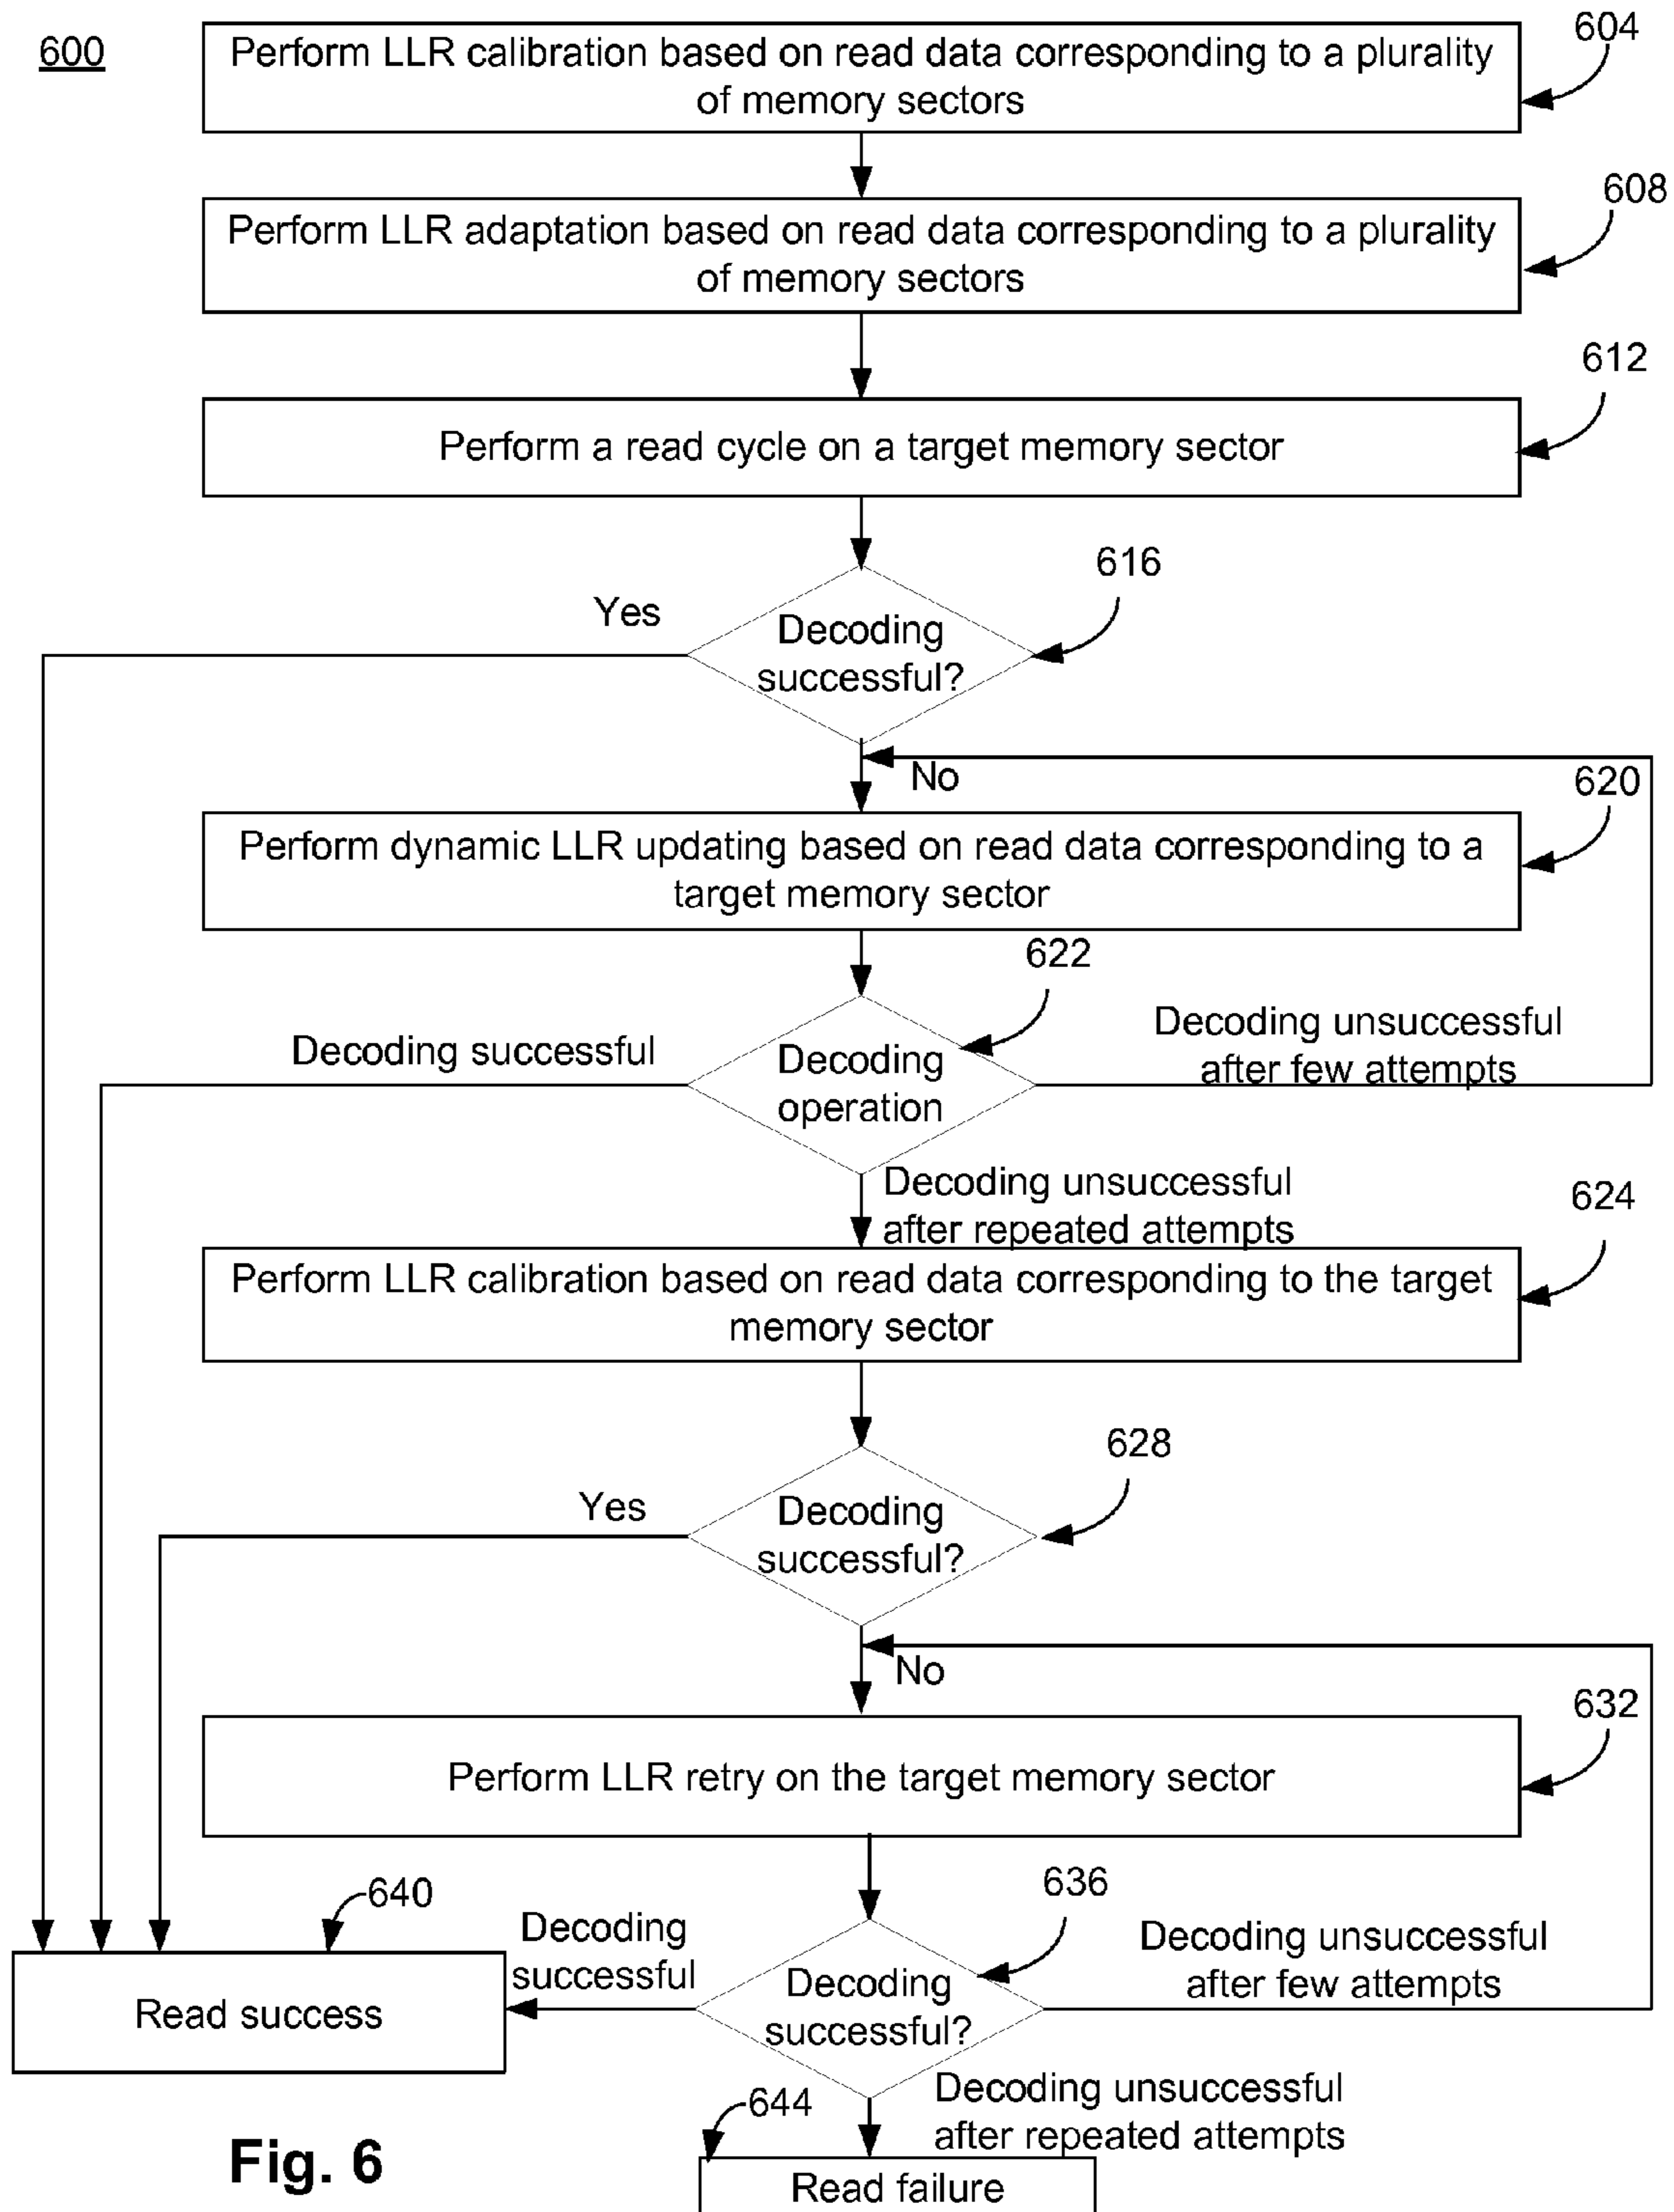 600
604
Perform LLR calibration based on read data corresponding to a plurality
of memory sectors
608
Perform LLR adaptation based on read data corresponding to a plurality
of memory sectors
612
Perform a read cycle on a target memory sector
616
Yes
Decoding
successful?
No
620
Perform dynamic LLR updating based on read data corresponding to a
target memory sector
622
Decoding successful
Decoding
operation
Decoding unsuccessful
after few attempts
Decoding unsuccessful
after repeated attempts
624
Perform LLR calibration based on read data corresponding to the target
memory sector
628
Yes
Decoding
successful?
No
632
Perform LLR retry on the target memory sector
640
636
Decoding
successful
Decoding
successful?
Decoding unsuccessful
after few attempts
Read success
Decoding unsuccessful
after repeated attempts
644
Read failure
Fig. 6